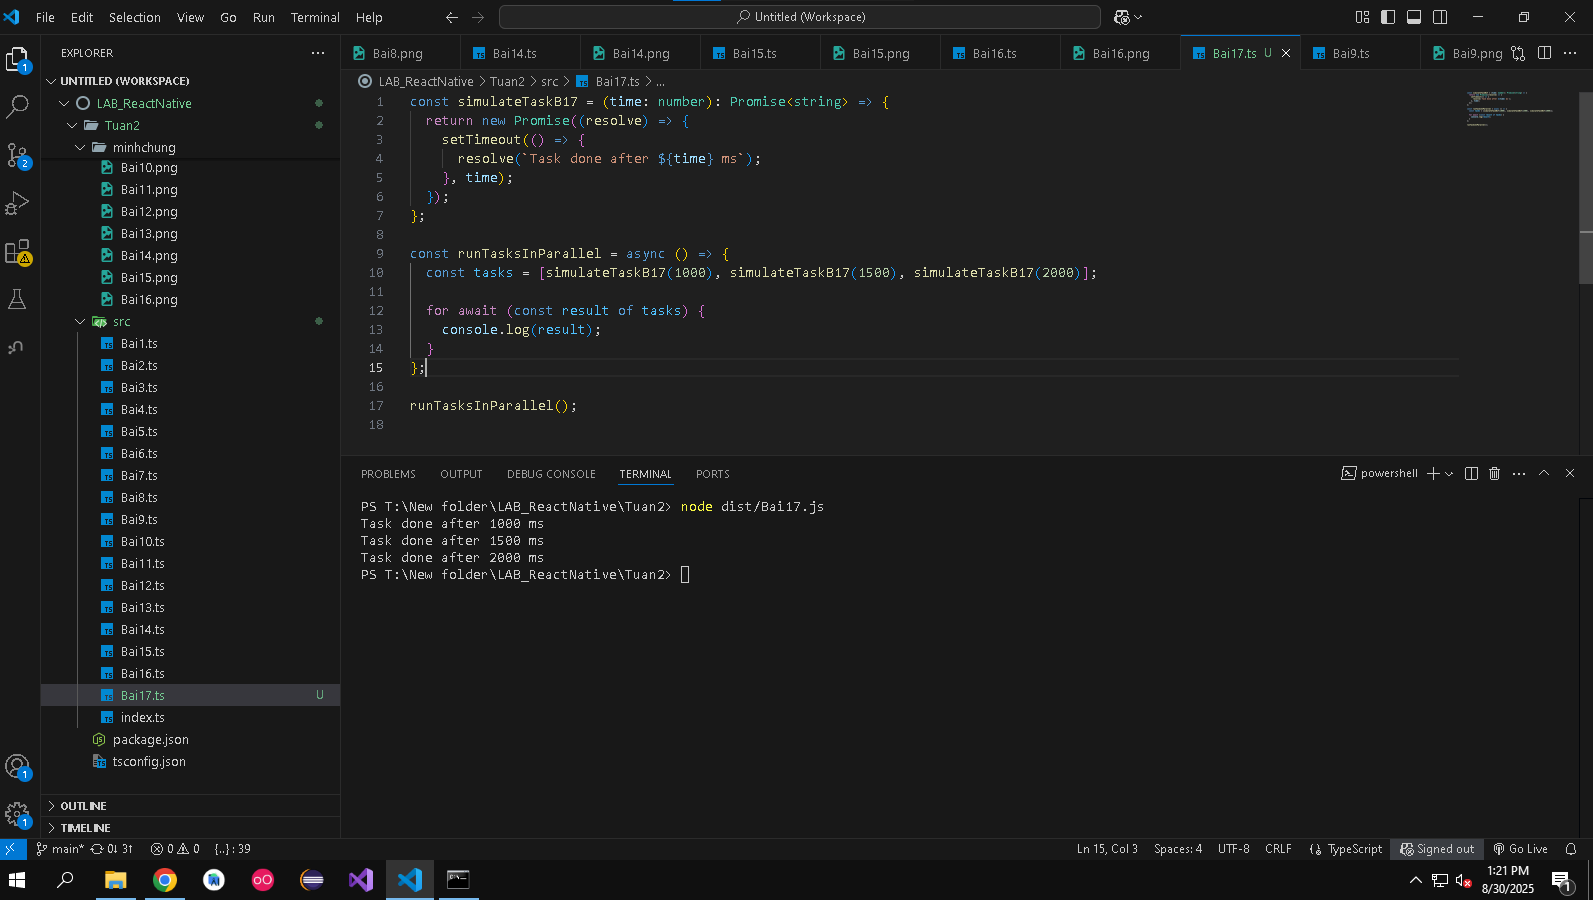 File Edit Selection View Go Run Terminal Help
Untitled (Workspace)
EXPLORER
UNTITLED (WORKSPACE)
LAB_ReactNative
Tuan2
minhchung
Bai10.png
Bai11.png
Bai12.png
Bai13.png
Bai14.png
Bai15.png
Bai16.png
src
Bai1.ts
Bai2.ts
Bai3.ts
Bai4.ts
Bai5.ts
Bai6.ts
Bai7.ts
Bai8.ts
Bai9.ts
Bai10.ts
Bai11.ts
Bai12.ts
Bai13.ts
Bai14.ts
Bai15.ts
Bai16.ts
Bai17.ts U
index.ts
package.json
tsconfig.json
OUTLINE
TIMELINE
Bai8.png Bai14.ts Bai14.png Bai15.ts Bai15.png Bai16.ts Bai16.png Bai17.ts U Bai9.ts Bai9.png
LAB_ReactNative > Tuan2 > src > Bai17.ts > ...
1 const simulateTaskB17 = (time: number): Promise<string> => {
2 return new Promise((resolve) => {
3 setTimeout(() => {
4 resolve(`Task done after ${time} ms`);
5 }, time);
6 });
7 };
8
9 const runTasksInParallel = async () => {
10 const tasks = [simulateTaskB17(1000), simulateTaskB17(1500), simulateTaskB17(2000)];
11
12 for await (const result of tasks) {
13 console.log(result);
14 }
15 };
16
17 runTasksInParallel();
18
PROBLEMS OUTPUT DEBUG CONSOLE TERMINAL PORTS
powershell
PS T:\New folder\LAB_ReactNative\Tuan2> node dist/Bai17.js
Task done after 1000 ms
Task done after 1500 ms
Task done after 2000 ms
PS T:\New folder\LAB_ReactNative\Tuan2>
main* 0↓ 3↑ 0 0 {..} : 39
Ln 15, Col 3 Spaces: 4 UTF-8 CRLF {} TypeScript Signed out Go Live
1:21 PM
8/30/2025